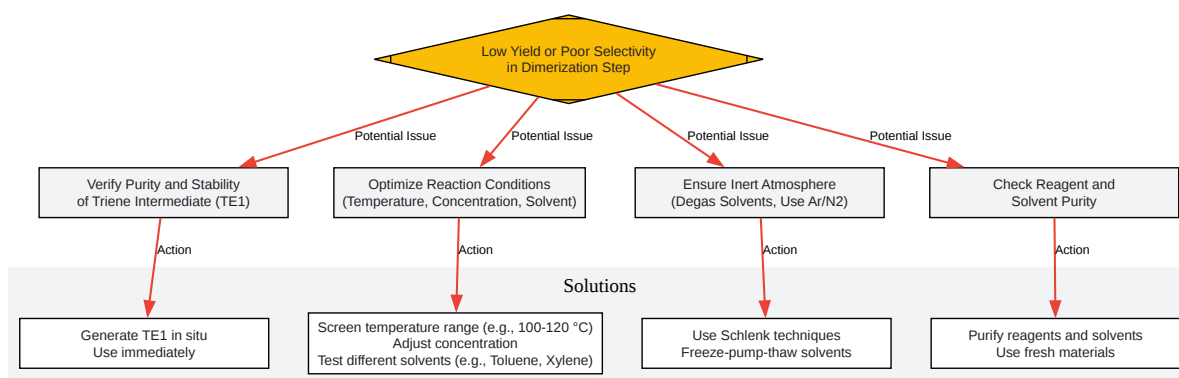 Low Yield or Poor Selectivity
in Dimerization Step
Potential Issue
Potential Issue
Potential Issue
Potential Issue
Verify Purity and Stability
of Triene Intermediate (TE1)
Optimize Reaction Conditions
(Temperature, Concentration, Solvent)
Ensure Inert Atmosphere
(Degas Solvents, Use Ar/N2)
Check Reagent and
Solvent Purity
Action
Action
Action
Action
Solutions
Generate TE1 in situ
Use immediately
Screen temperature range (e.g., 100-120 °C)
Adjust concentration
Test different solvents (e.g., Toluene, Xylene)
Use Schlenk techniques
Freeze-pump-thaw solvents
Purify reagents and solvents
Use fresh materials